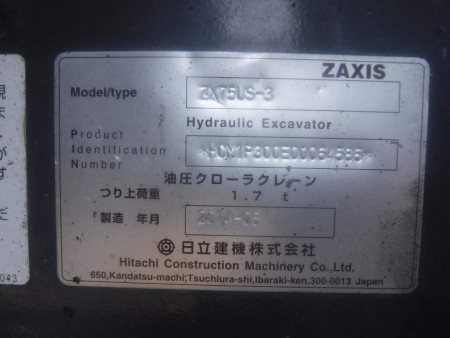 ZAXIS
Model/type ZX75US-3
Hydraulic Excavator
Product
Identification
Number
油圧クローラクレーン
つり上荷重 1.7 t
製造 年月
日立建機株式会社
Hitachi Construction Machinery Co.,Ltd.
650,Kandatsu-machi;Tsuchiura-shi,Ibaraki-ken,300-0013 Japan